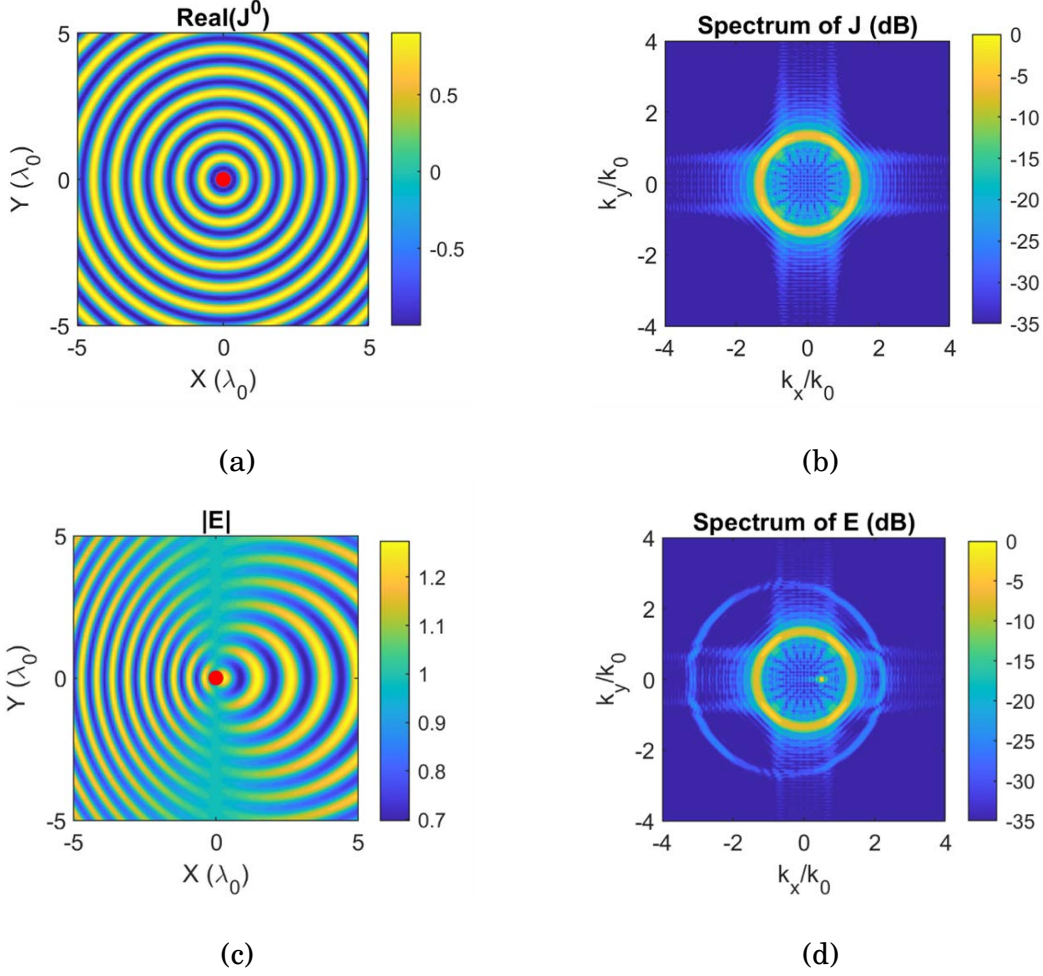 Real(J⁰)
5
0
-5
Y (λ₀)
-5 0 5
X (λ₀)
0.5
0
-0.5
(a)
Spectrum of J (dB)
4
2
0
-2
-4
k_y/k₀
-4 -2 0 2 4
k_x/k₀
0
-5
-10
-15
-20
-25
-30
-35
(b)
|E|
5
0
-5
Y (λ₀)
-5 0 5
X (λ₀)
1.2
1.1
1
0.9
0.8
0.7
(c)
Spectrum of E (dB)
4
2
0
-2
-4
k_y/k₀
-4 -2 0 2 4
k_x/k₀
0
-5
-10
-15
-20
-25
-30
-35
(d)